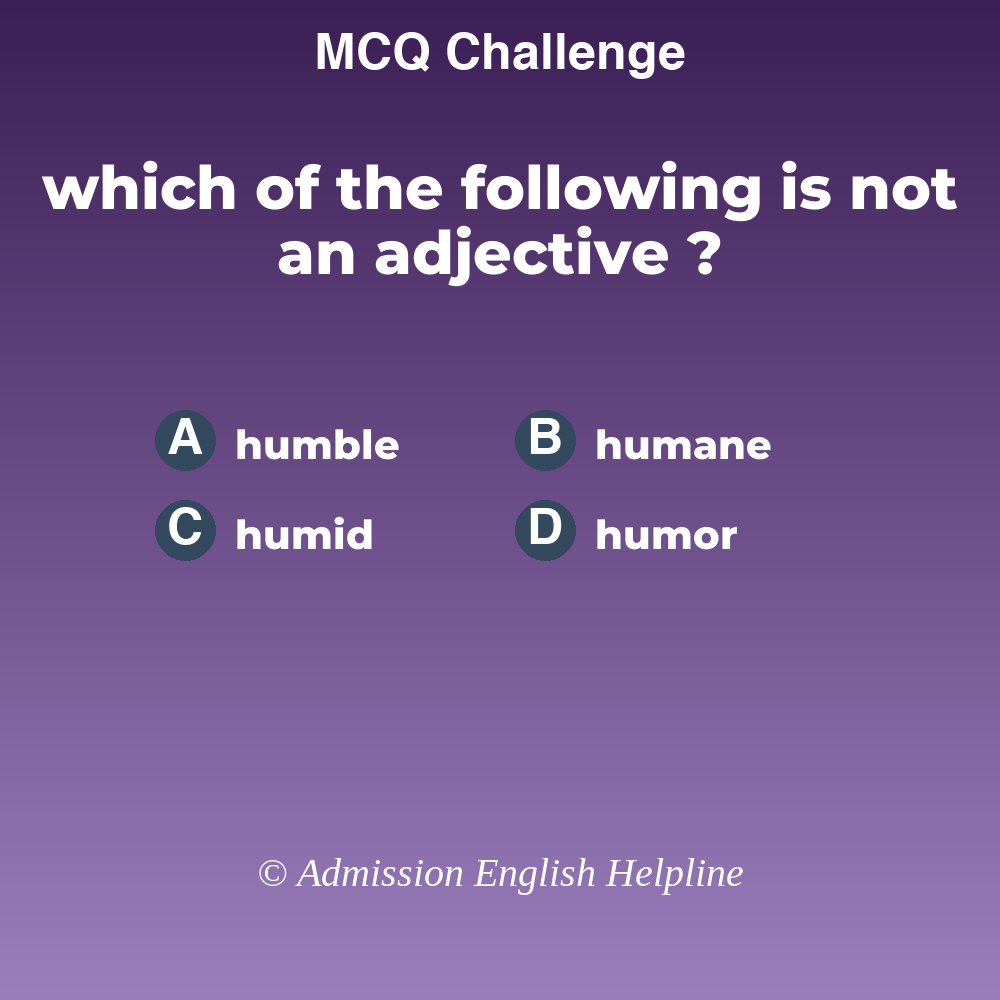 MCQ Challenge
which of the following is not
an adjective ?
A humble B humane
C humid D humor
© Admission English Helpline